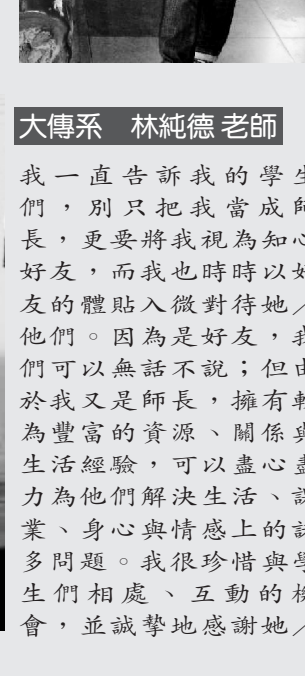 大傳系　林純德 老師
我一直告訴我的學生
們，別只把我當成師
長，更要將我視為知心
好友，而我也時時以好
友的體貼入微對待她／
他們。因為是好友，我
們可以無話不說；但由
於我又是師長，擁有較
為豐富的資源、關係與
生活經驗，可以盡心盡
力為他們解決生活、課
業、身心與情感上的諸
多問題。我很珍惜與學
生們相處、互動的機
會，並誠摯地感謝她／